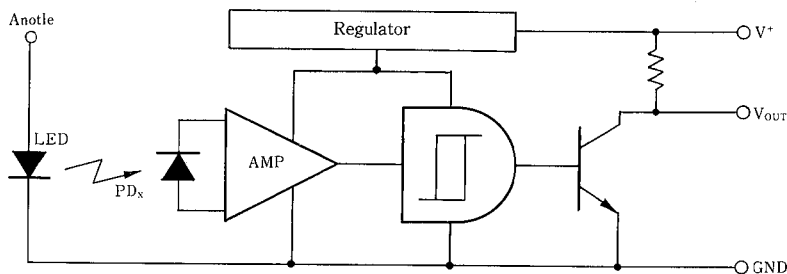 Anotle
Regulator
V+
LED
PDx
AMP
VOUT
GND